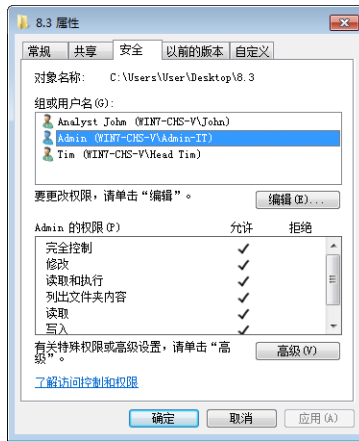 8.3 属性
常规 共享 安全 以前的版本 自定义
对象名称: C:\Users\User\Desktop\8.3
组或用户名(G):
Analyst Johm (WIN7-CHS-V\John)
Admin (WIN7-CHS-V\Admin-IT)
Tim (WIN7-CHS-V\Head Tim)
要更改权限，请单击“编辑”。 编辑(E)...
Admin 的权限(P) 允许 拒绝
完全控制
修改
读取和执行
列出文件夹内容
读取
写入
有关特殊权限或高级设置，请单击“高
级”。 高级(V)
了解访问控制和权限
确定 取消 应用(A)